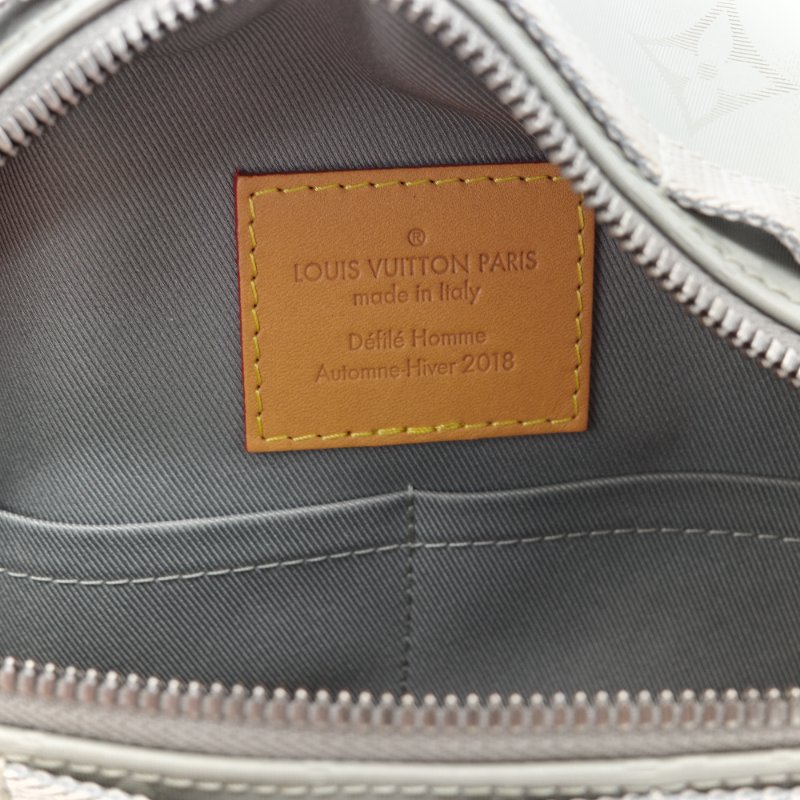 ®
LOUIS VUITTON PARIS
made in Italy
Défilé Homme
Automne-Hiver 2018